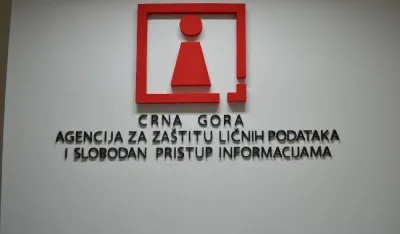 CRNA GORA
AGENCIJA ZA ZAŠTITU LIČNIH PODATAKA
I SLOBODAN PRISTUP INFORMACIJAMA